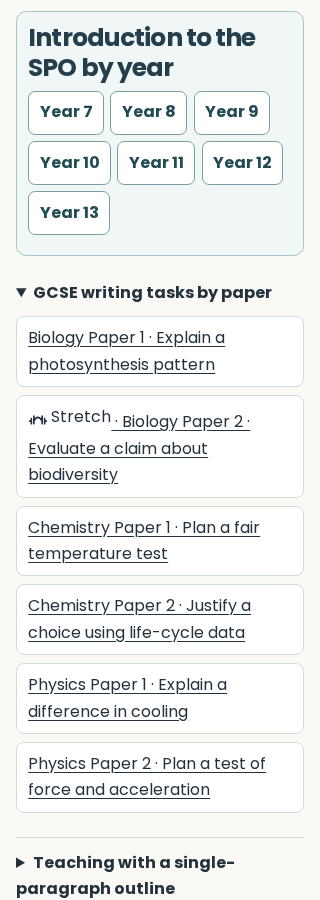 Introduction to the
SPO by year
Year 7 Year 8 Year 9
Year 10 Year 11 Year 12
Year 13
▼ GCSE writing tasks by paper
Biology Paper 1 · Explain a
photosynthesis pattern
Stretch · Biology Paper 2 ·
Evaluate a claim about
biodiversity
Chemistry Paper 1 · Plan a fair
temperature test
Chemistry Paper 2 · Justify a
choice using life-cycle data
Physics Paper 1 · Explain a
difference in cooling
Physics Paper 2 · Plan a test of
force and acceleration
▶ Teaching with a single-
paragraph outline